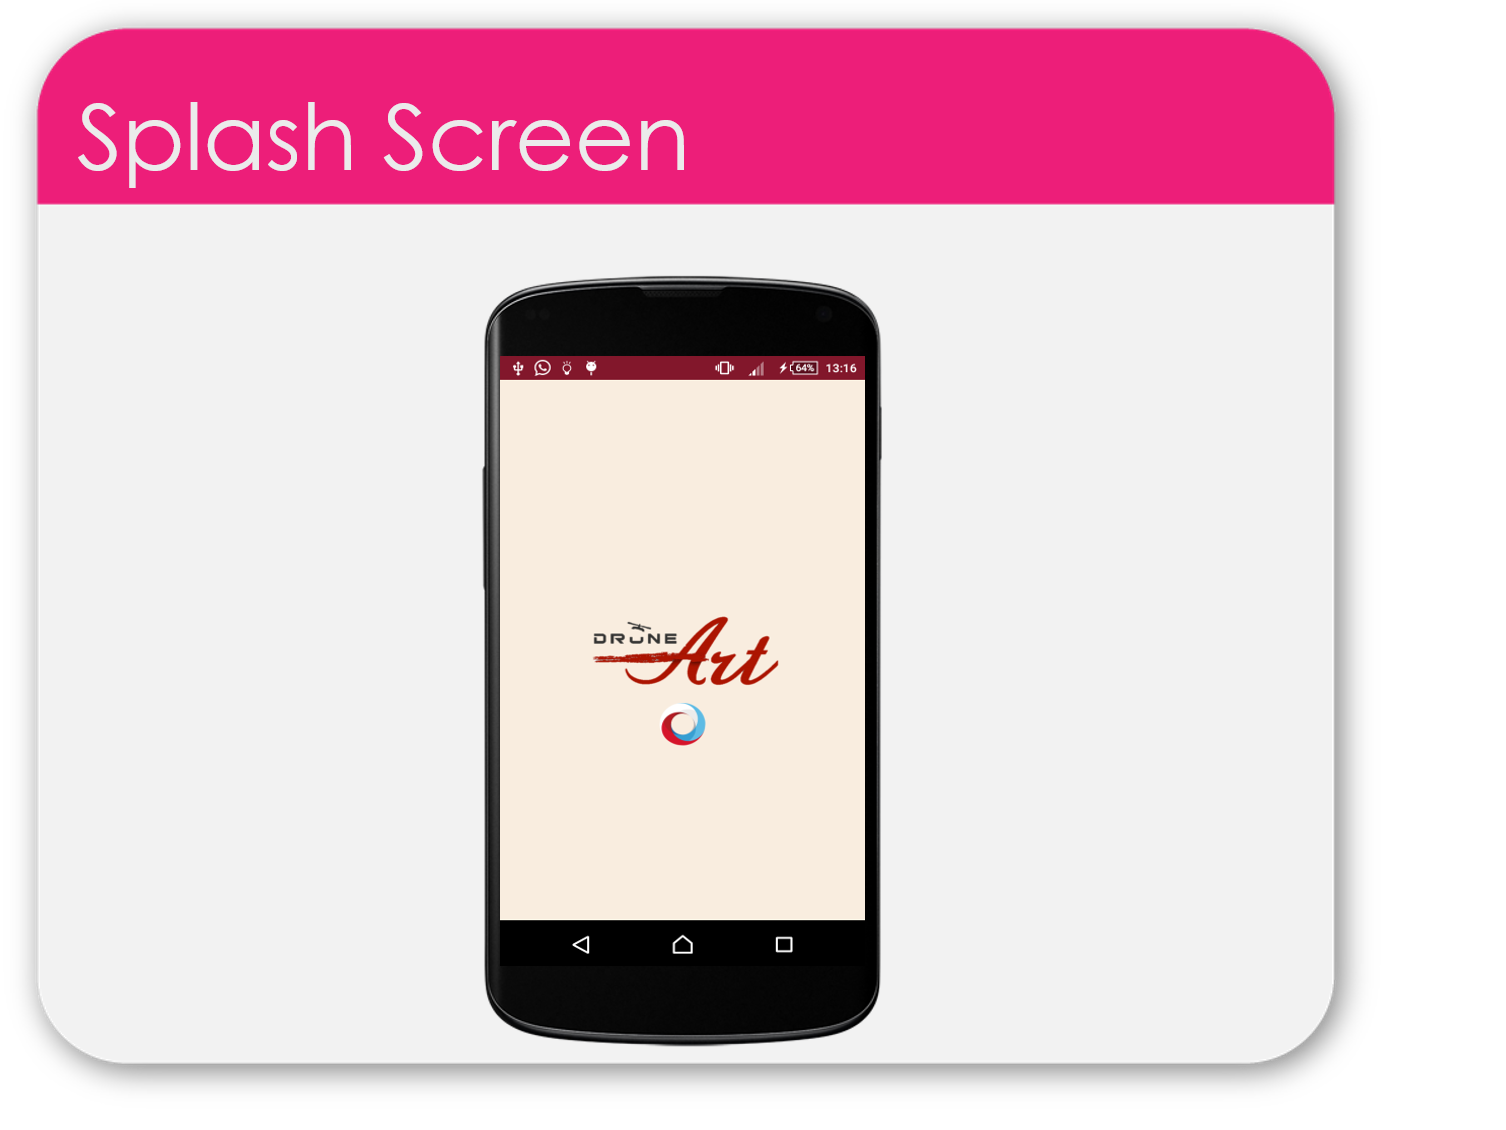 Splash Screen
64% 13:16
DRONE
Art